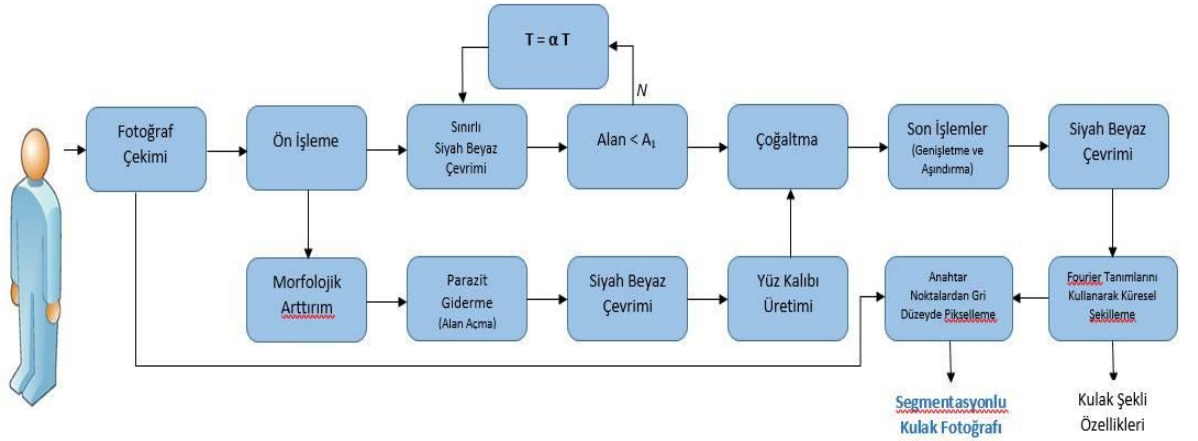 T = α T
N
Fotoğraf
Çekimi
Ön İşleme
Sınırlı
Siyah Beyaz
Çevrimi
Alan < A₁
Çoğaltma
Son İşlemler
(Genişletme ve
Aşındırma)
Siyah Beyaz
Çevrimi
Morfolojik
Arttırım
Parazit
Giderme
(Alan Açma)
Siyah Beyaz
Çevrimi
Yüz Kalıbı
Üretimi
Anahtar
Noktalardan Gri
Düzeyde Pikselleme
Fourier Tanımlarını
Kullanarak Küresel
Şekilleme
Segmentasyonlu
Kulak Fotoğrafı
Kulak Şekli
Özellikleri